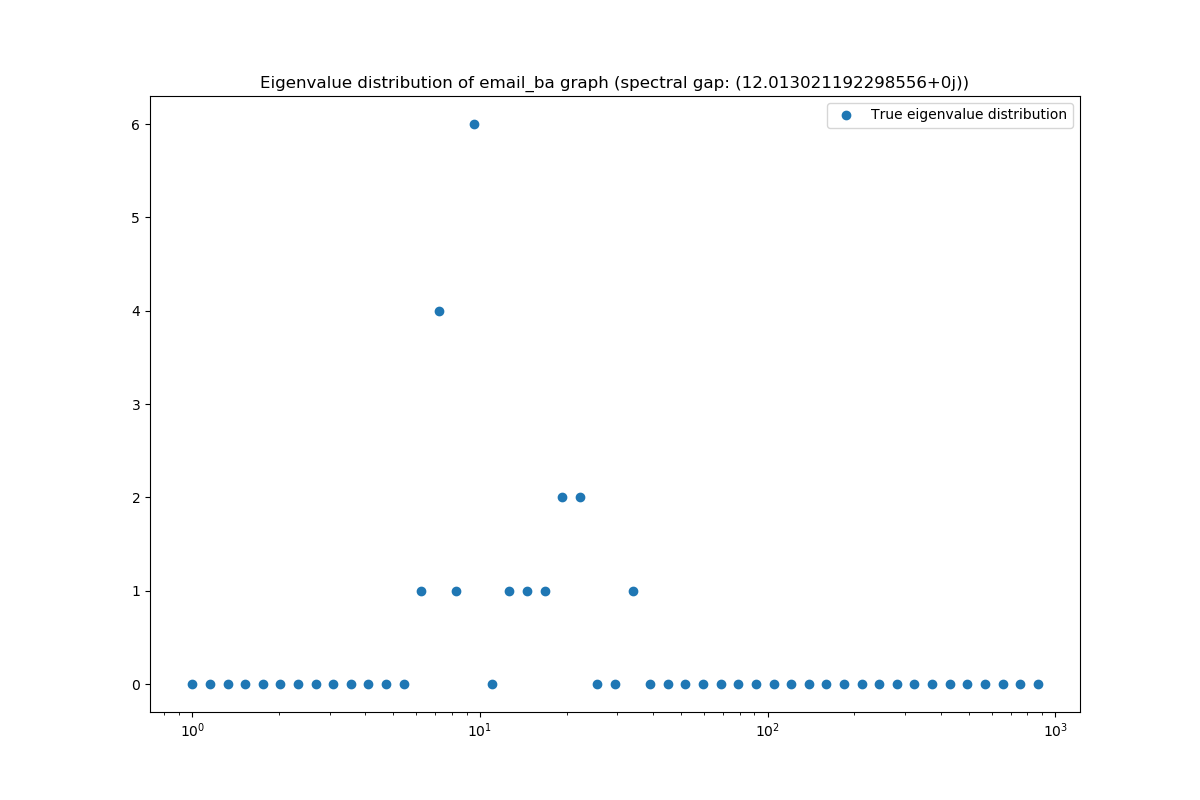 Eigenvalue distribution of email_ba graph (spectral gap: (12.013021192298556+0j))
True eigenvalue distribution
6
5
4
3
2
1
0
10⁰ 10¹ 10² 10³